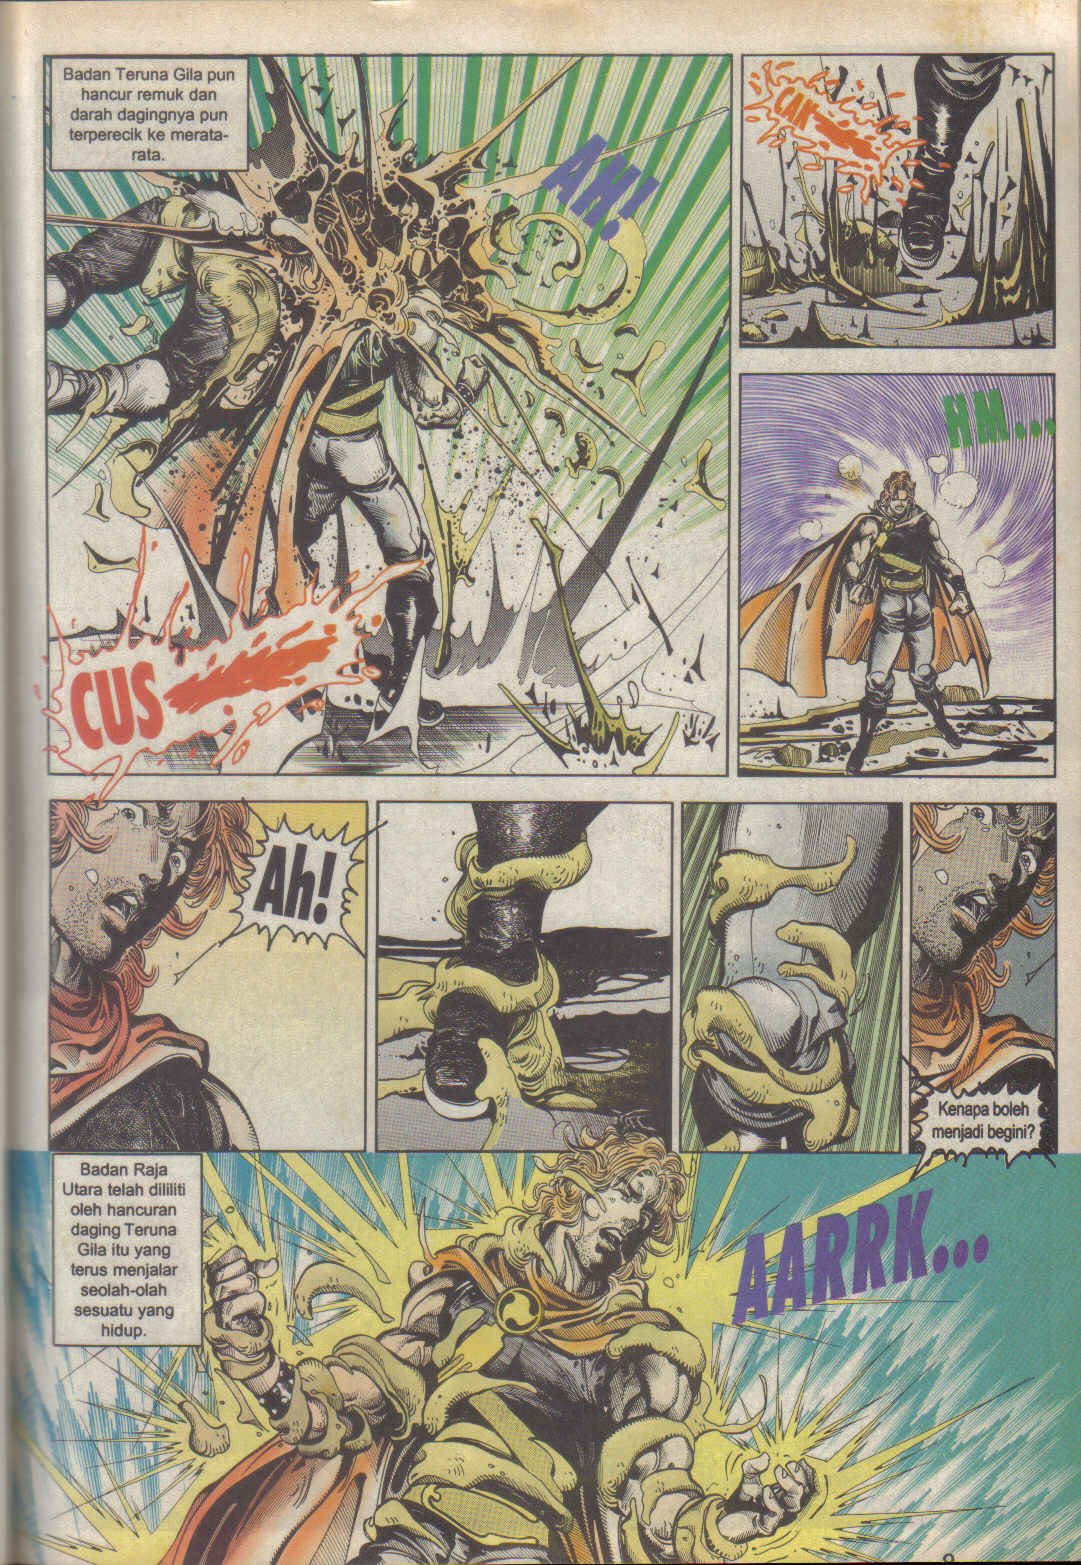 Badan Teruna Gila pun
hancur remuk dan
darah dagingnya pun
terperecik ke merata-
rata.
AH!
CUS
CAK
HM...
Ah!
Kenapa boleh
menjadi begini?
Badan Raja
Utara telah dililiti
oleh hancuran
daging Teruna
Gila itu yang
terus menjalar
seolah-olah
sesuatu yang
hidup.
AARRK...